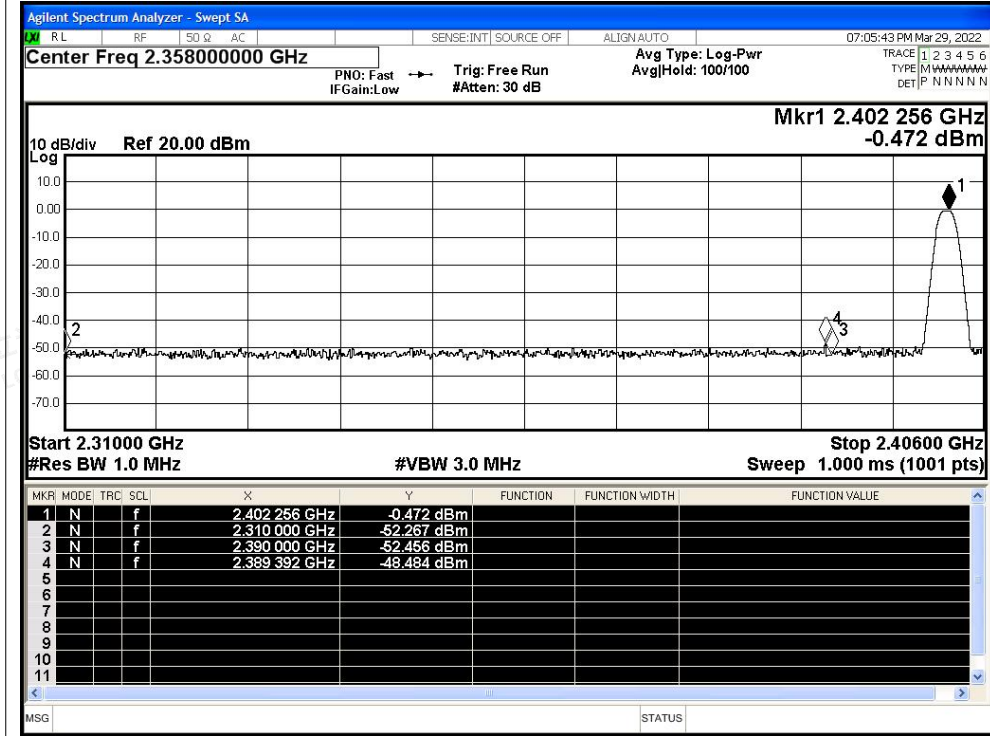 Agilent Spectrum Analyzer - Swept SA
LXI RL RF 50 Ω AC SENSE:INT SOURCE OFF ALIGN AUTO 07:05:43 PM Mar 29, 2022
Center Freq 2.358000000 GHz
PNO: Fast
IFGain:Low
Trig: Free Run
#Atten: 30 dB
Avg Type: Log-Pwr
Avg|Hold: 100/100
TRACE 1 2 3 4 5 6
TYPE M
DET P N N N N N
Mkr1 2.402 256 GHz
-0.472 dBm
10 dB/div Ref 20.00 dBm
Log
10.0
1
0.00
-10.0
-20.0
-30.0
-40.0
2
4
3
-50.0
-60.0
-70.0
Start 2.31000 GHz Stop 2.40600 GHz
#Res BW 1.0 MHz #VBW 3.0 MHz Sweep 1.000 ms (1001 pts)
MKR MODE TRC SCL X Y FUNCTION FUNCTION WIDTH FUNCTION VALUE
1 N f 2.402 256 GHz -0.472 dBm
2 N f 2.310 000 GHz -52.267 dBm
3 N f 2.390 000 GHz -52.456 dBm
4 N f 2.389 392 GHz -48.484 dBm
5
6
7
8
9
10
11
MSG STATUS